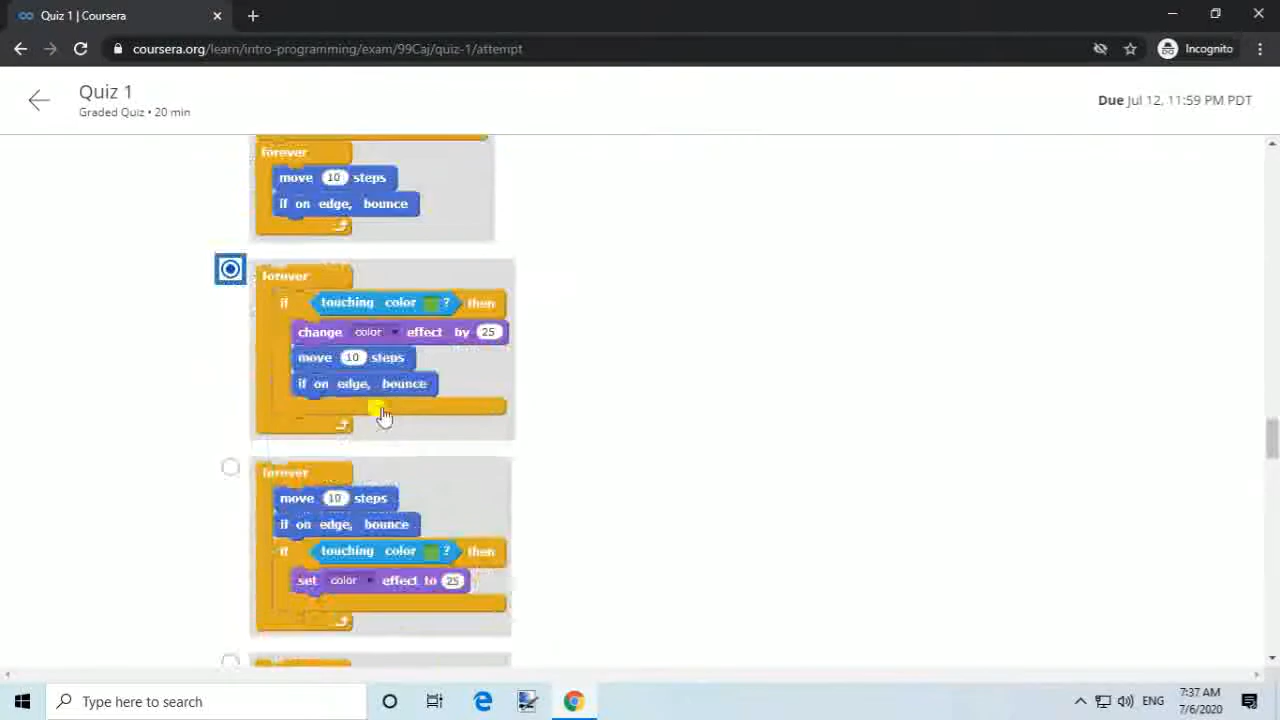 Quiz 1 | Coursera
coursera.org/learn/intro-programming/exam/99Caj/quiz-1/attempt
Incognito
Quiz 1
Graded Quiz • 20 min
Due Jul 12, 11:59 PM PDT
forever
move 10 steps
if on edge, bounce
forever
if touching color ? then
change color effect by 25
move 10 steps
if on edge, bounce
forever
move 10 steps
if on edge, bounce
if touching color ? then
set color effect to 25
Type here to search
ENG
7:37 AM
7/6/2020